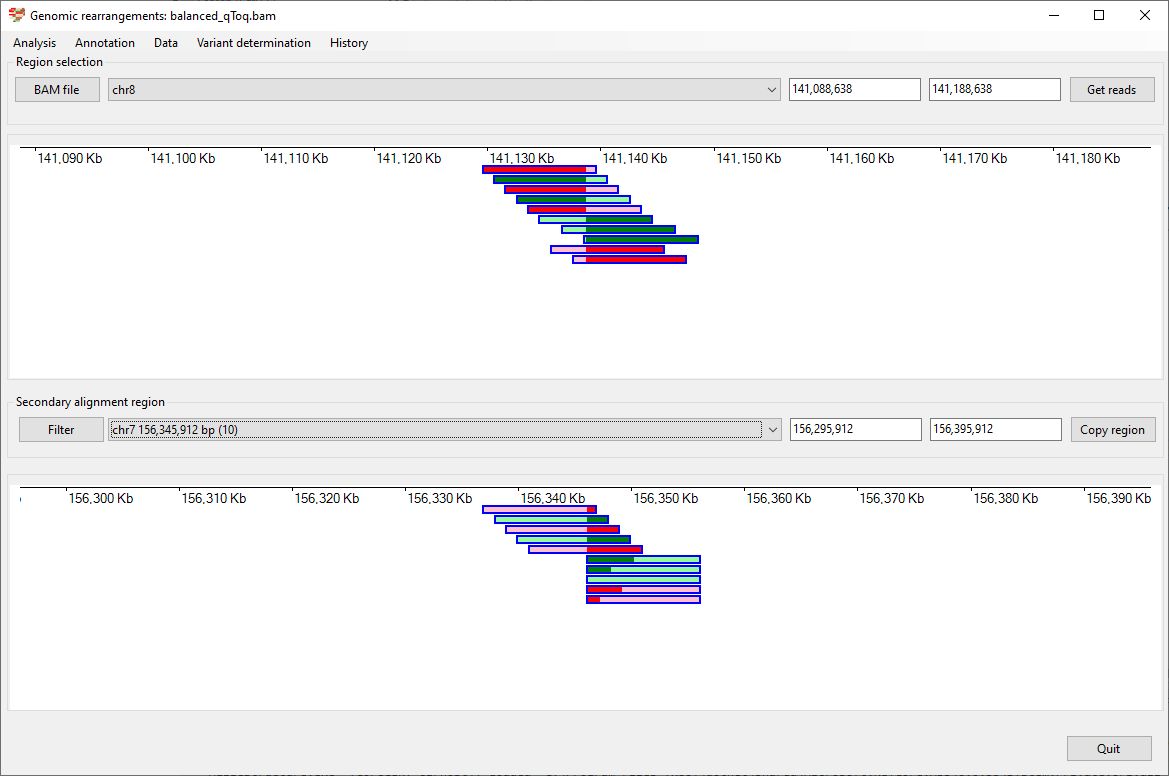 Genomic rearrangements: balanced_qToq.bam
Analysis Annotation Data Variant determination History
Region selection
BAM file chr8 141,088,638 141,188,638 Get reads
141,090 Kb 141,100 Kb 141,110 Kb 141,120 Kb 141,130 Kb 141,140 Kb 141,150 Kb 141,160 Kb 141,170 Kb 141,180 Kb
Secondary alignment region
Filter chr7 156,345,912 bp (10) 156,295,912 156,395,912 Copy region
156,300 Kb 156,310 Kb 156,320 Kb 156,330 Kb 156,340 Kb 156,350 Kb 156,360 Kb 156,370 Kb 156,380 Kb 156,390 Kb
Quit